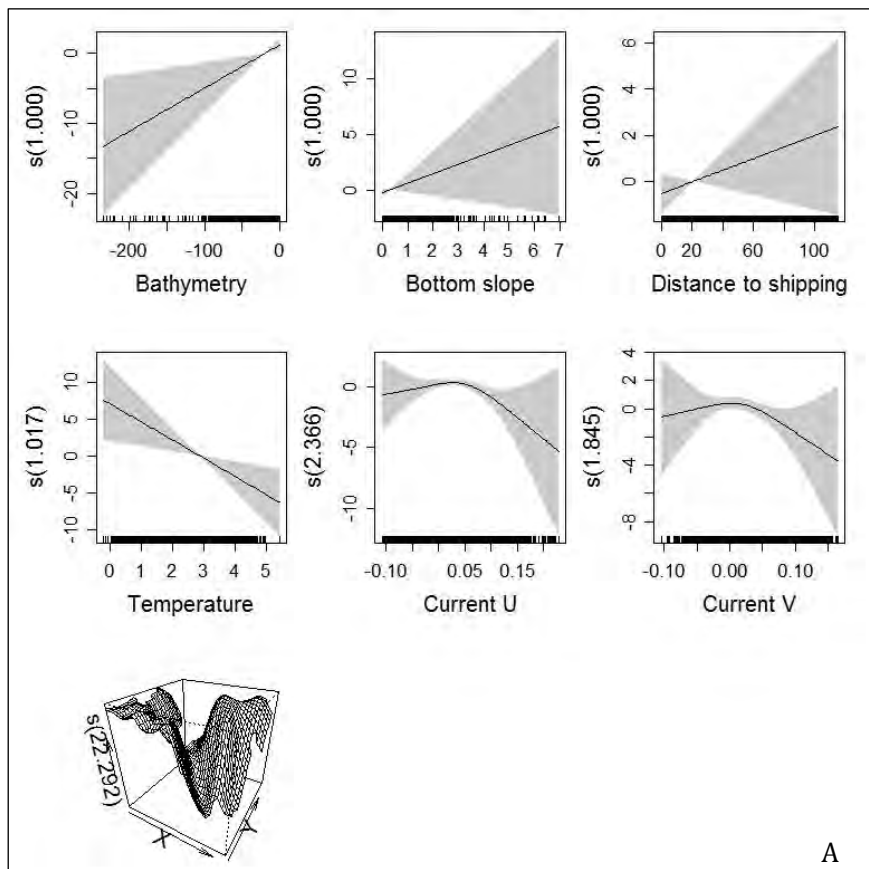 s(1.000)
0
-10
-20
-200 -100 0
Bathymetry
s(1.000)
10
5
0
0 1 2 3 4 5 6 7
Bottom slope
s(1.000)
6
4
2
0
0 20 60 100
Distance to shipping
s(1.017)
10
5
0
-5
-10
0 1 2 3 4 5
Temperature
s(2.366)
0
-5
-10
-0.10 0.05 0.15
Current U
s(1.845)
4
2
0
-4
-8
-0.10 0.00 0.10
Current V
s(22.292)
X
Y
A